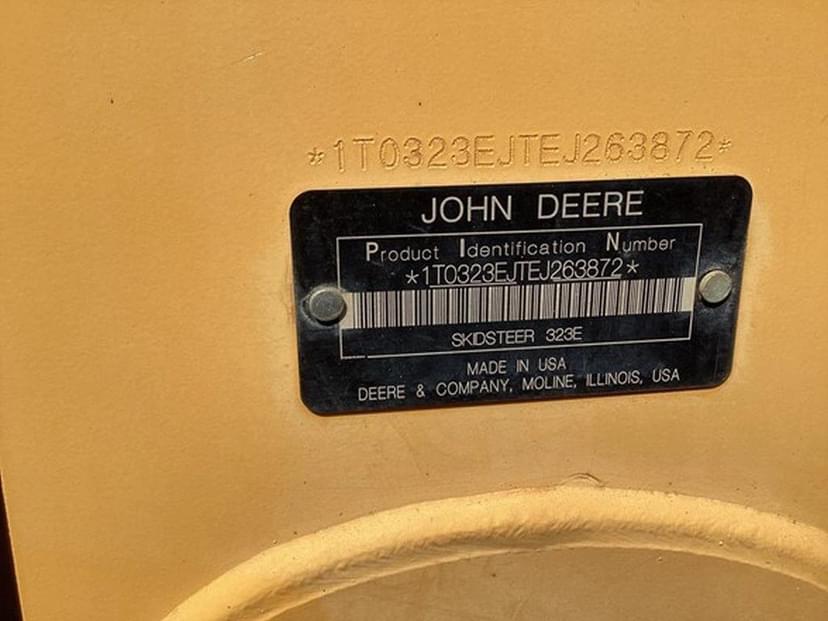 *1T0323EJTEJ263872*
JOHN DEERE
Product Identification Number
*1T0323EJTEJ263872*
SKIDSTEER 323E
MADE IN USA
DEERE & COMPANY, MOLINE, ILLINOIS, USA